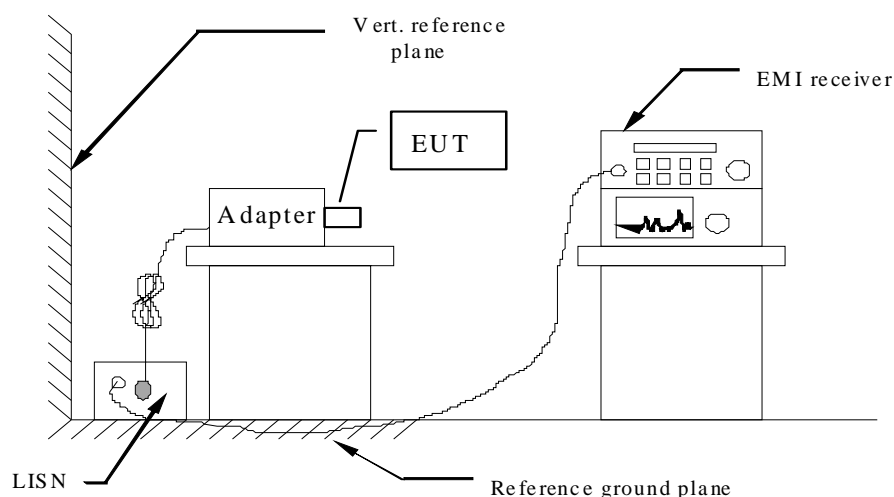 Vert. reference
plane
EMI receiver
EUT
Adapter
LISN
Reference ground plane